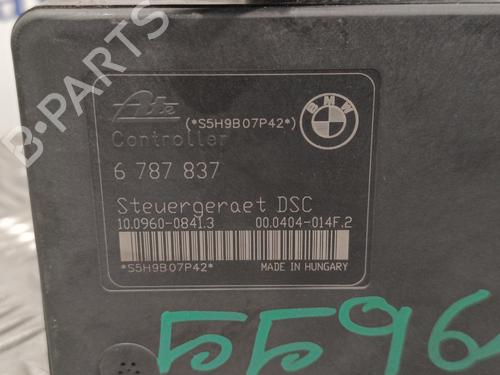 Ate
(*S5H9B07P42*)
BMW
Controller
6 787 837
Steuergeraet DSC
10.0960-0841.3 00.0404-014F.2
*S5H9B07P42*
MADE IN HUNGARY
5596